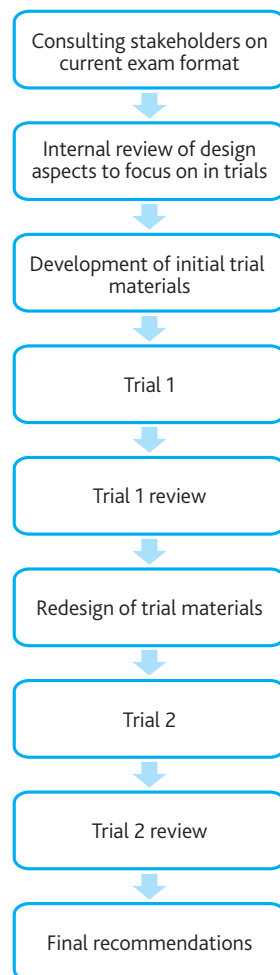 Consulting stakeholders on
current exam format
Internal review of design
aspects to focus on in trials
Development of initial trial
materials
Trial 1
Trial 1 review
Redesign of trial materials
Trial 2
Trial 2 review
Final recommendations